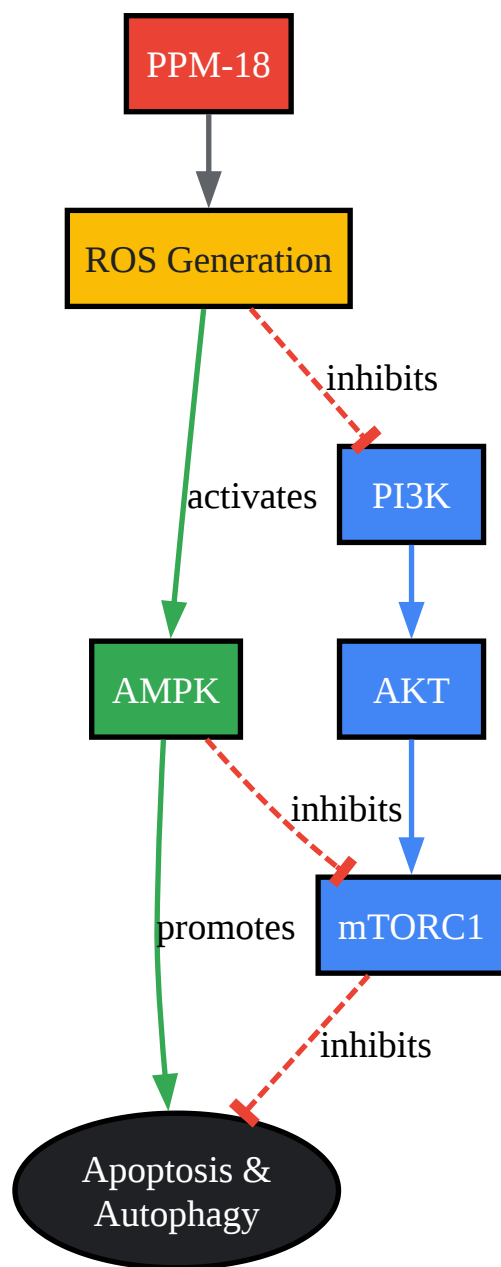 PPM-18
ROS Generation
inhibits
PI3K
activates
AMPK
AKT
inhibits
promotes
mTORC1
inhibits
Apoptosis &
Autophagy